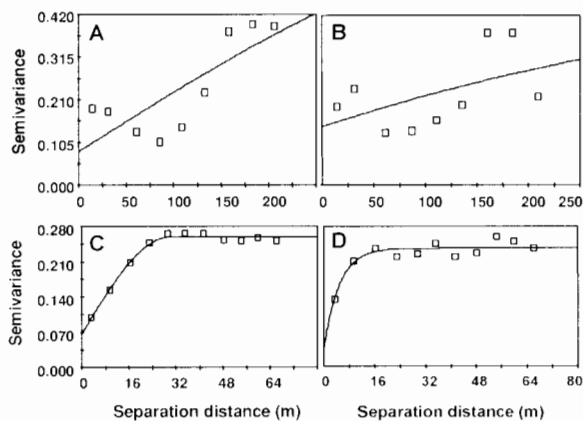 Semivariance
0.420
0.315
0.210
0.105
0.000
A
0 50 100 150 200
B
0 50 100 150 200 250
Semivariance
0.280
0.210
0.140
0.070
0.000
C
0 16 32 48 64
D
0 16 32 48 64 80
Separation distance (m) Separation distance (m)